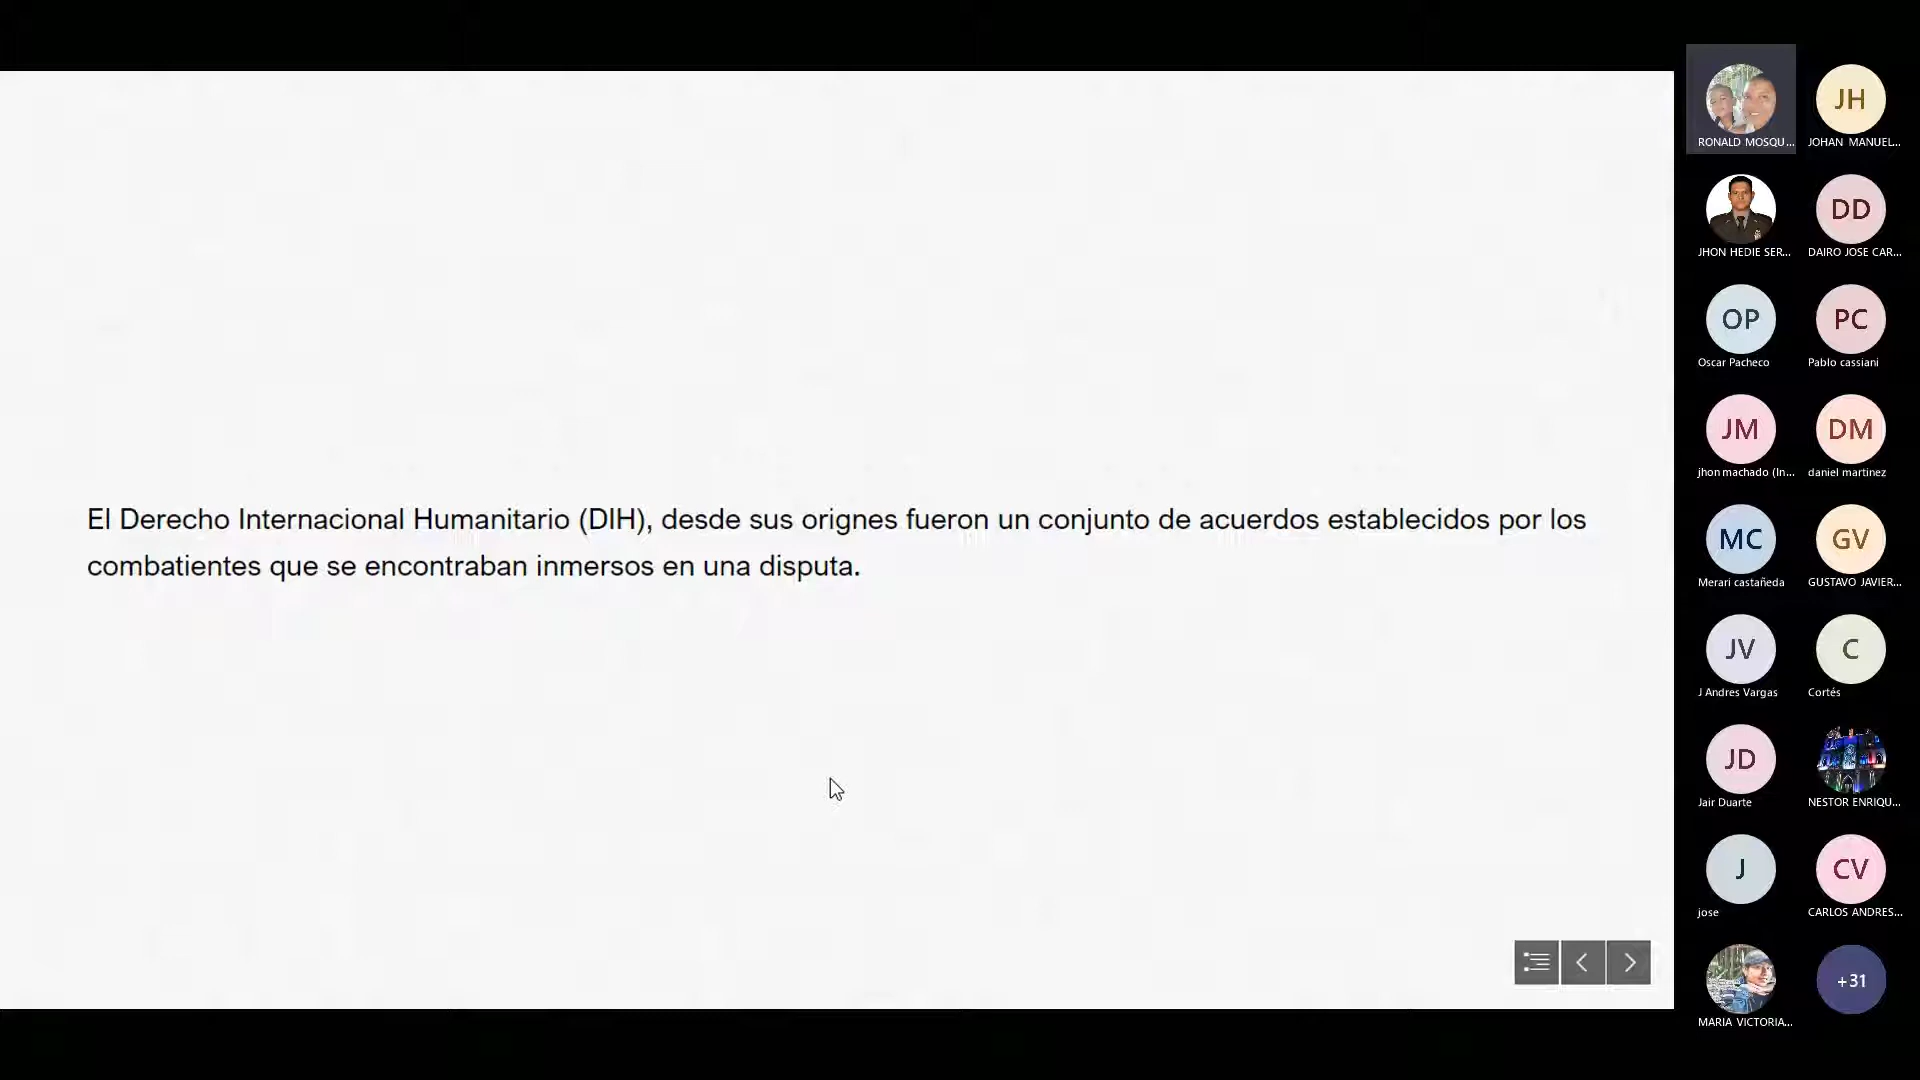 El Derecho Internacional Humanitario (DIH), desde sus orignes fueron un conjunto de acuerdos establecidos por los
combatientes que se encontraban inmersos en una disputa.
RONALD MOSQU...
JH
JOHAN MANUEL...
JHON HEDIE SER...
DD
DAIRO JOSE CAR...
OP
Oscar Pacheco
PC
Pablo cassiani
JM
jhon machado (In...
DM
daniel martinez
MC
Merari castañeda
GV
GUSTAVO JAVIER...
JV
J Andres Vargas
C
Cortés
JD
Jair Duarte
NESTOR ENRIQU...
J
jose
CV
CARLOS ANDRES...
MARIA VICTORIA...
+31